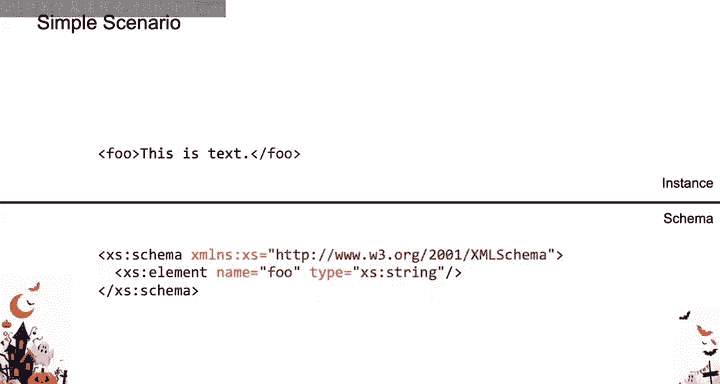 Simple Scenario
<foo>This is text.</foo>
Instance
Schema
<xs:schema xmlns:xs="http://www.w3.org/2001/XMLSchema">
<xs:element name="foo" type="xs:string"/>
</xs:schema>